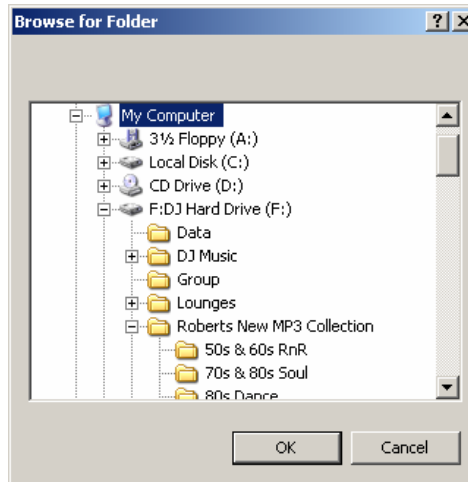 Browse for Folder
My Computer
3½ Floppy (A:)
Local Disk (C:)
CD Drive (D:)
F:DJ Hard Drive (F:)
Data
DJ Music
Group
Lounges
Roberts New MP3 Collection
50s & 60s RnR
70s & 80s Soul
80s Dance
OK Cancel